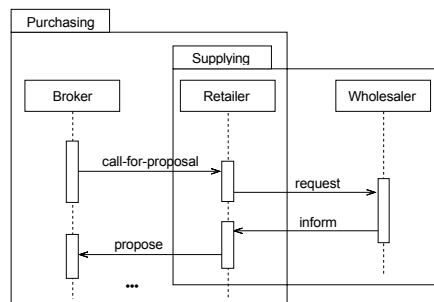 Purchasing
Supplying
Broker
Retailer
Wholesaler
call-for-proposal
request
inform
propose
...